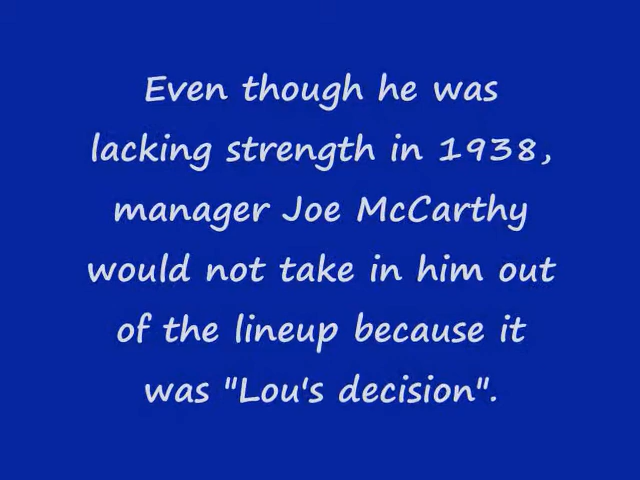 Even though he was
lacking strength in 1938,
manager Joe McCarthy
would not take in him out
of the lineup because it
was "Lou's decision".